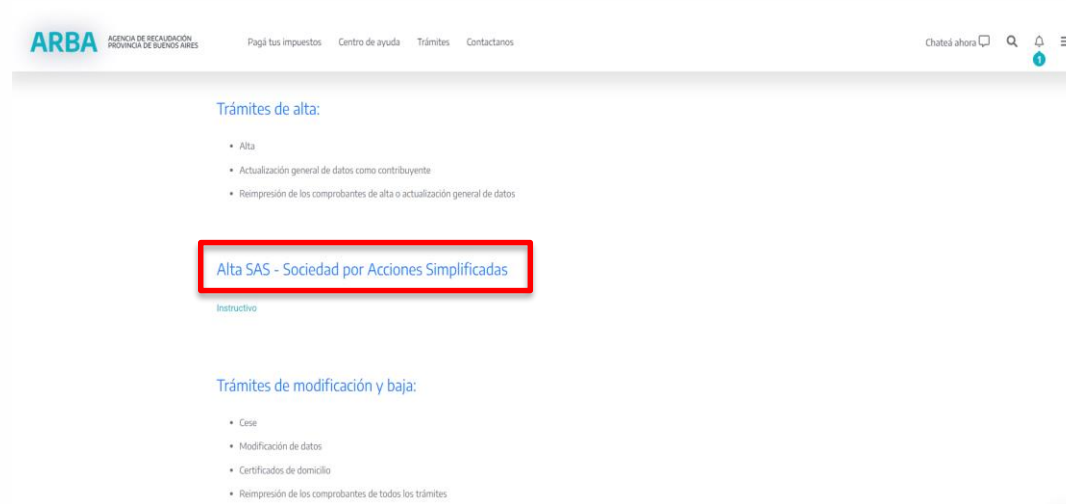 ARBA AGENCIA DE RECAUDACIÓN
PROVINCIA DE BUENOS AIRES
Pagá tus impuestos Centro de ayuda Trámites Contactanos
Chateá ahora
1
Trámites de alta:
• Alta
• Actualización general de datos como contribuyente
• Reimpresión de los comprobantes de alta o actualización general de datos
Alta SAS - Sociedad por Acciones Simplificadas
Instructivo
Trámites de modificación y baja:
• Cese
• Modificación de datos
• Certificados de domicilio
• Reimpresión de los comprobantes de todos los trámites